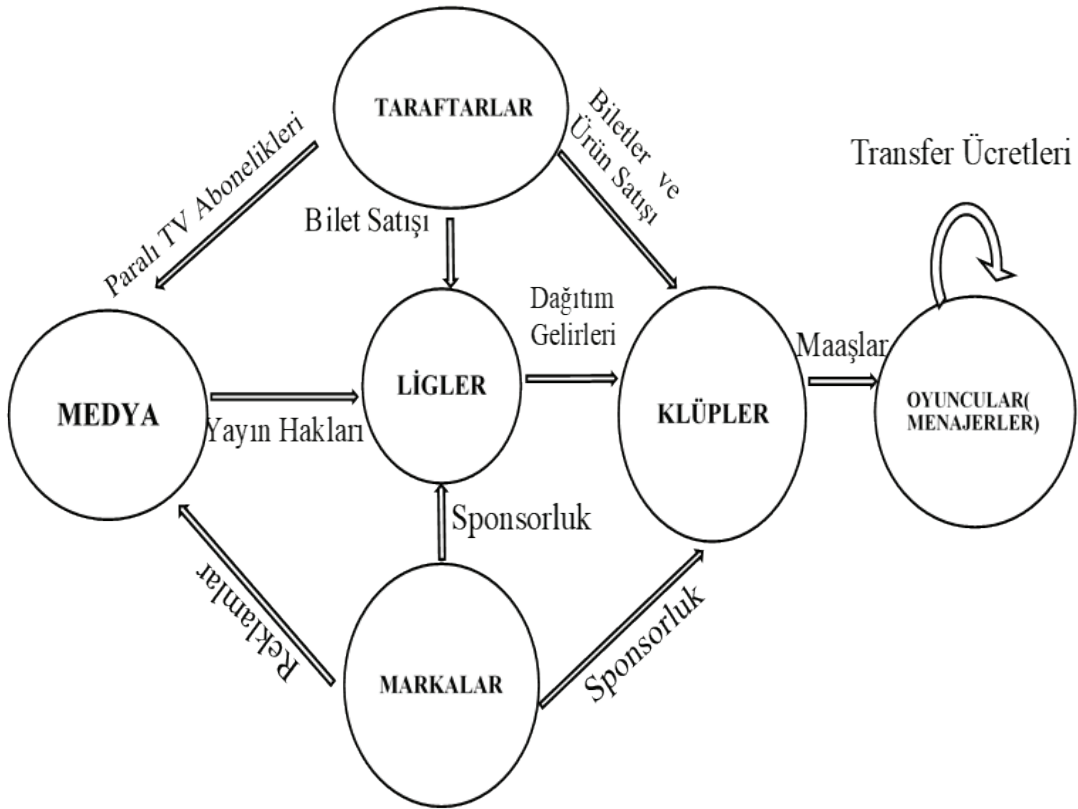 TARAFTARLAR
Paralı TV Abonelikleri
Biletler ve
Ürün Satışı
Transfer Ücretleri
Bilet Satışı
Dağıtım
Gelirleri
MEDYA
Yayın Hakları
LİGLER
KLÜPLER
Maaşlar
OYUNCULAR(
MENAJERLER)
Sponsorluk
Reklamlar
MARKALAR
Sponsorluk